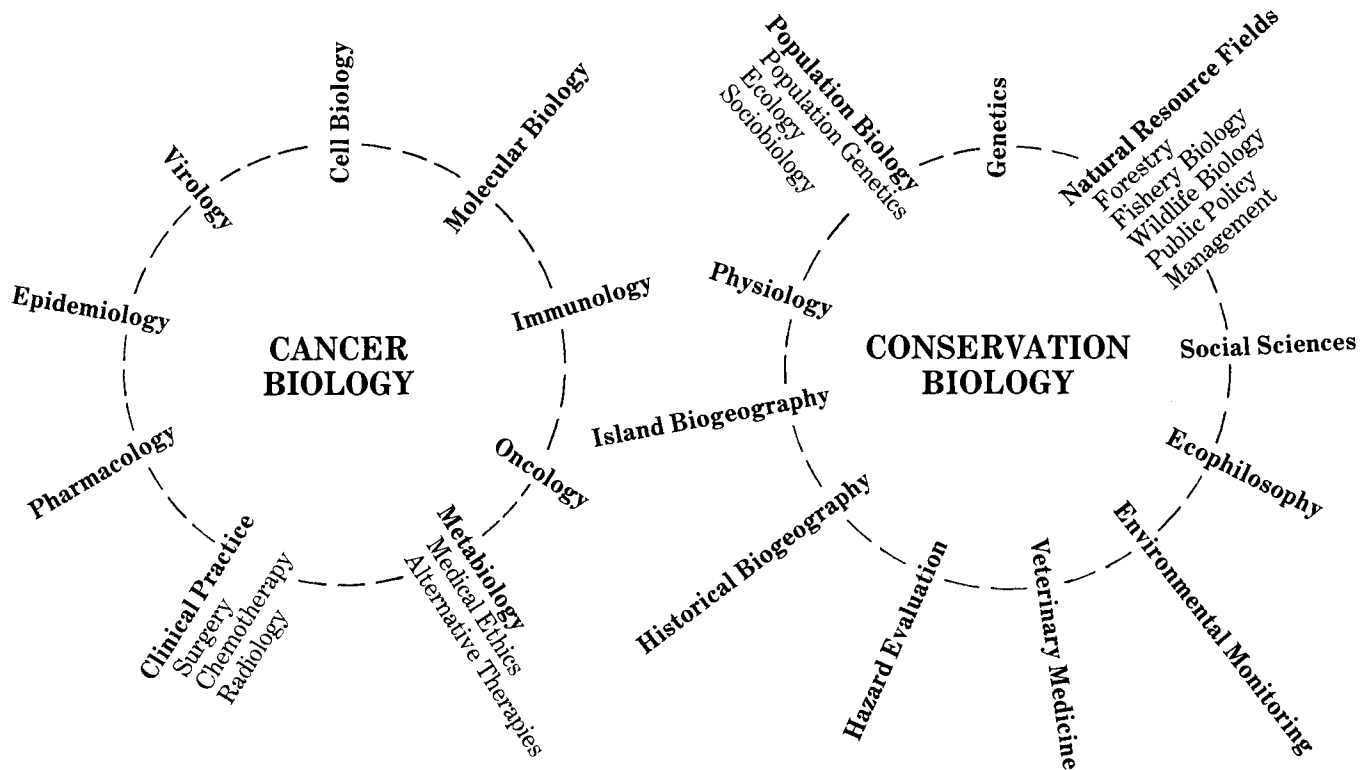 Cell Biology
Molecular Biology
Immunology
Oncology
Metabiology
Medical Ethics
Alternative Therapies
Clinical Practice
Surgery
Chemotherapy
Radiology
Pharmacology
Epidemiology
Virology
CANCER
BIOLOGY
Population Biology
Population Genetics
Ecology
Sociobiology
Genetics
Natural Resource Fields
Forestry
Fishery Biology
Wildlife Biology
Public Policy
Management
Social Sciences
Ecophilosophy
Environmental Monitoring
Veterinary Medicine
Hazard Evaluation
Historical Biogeography
Island Biogeography
Physiology
CONSERVATION
BIOLOGY